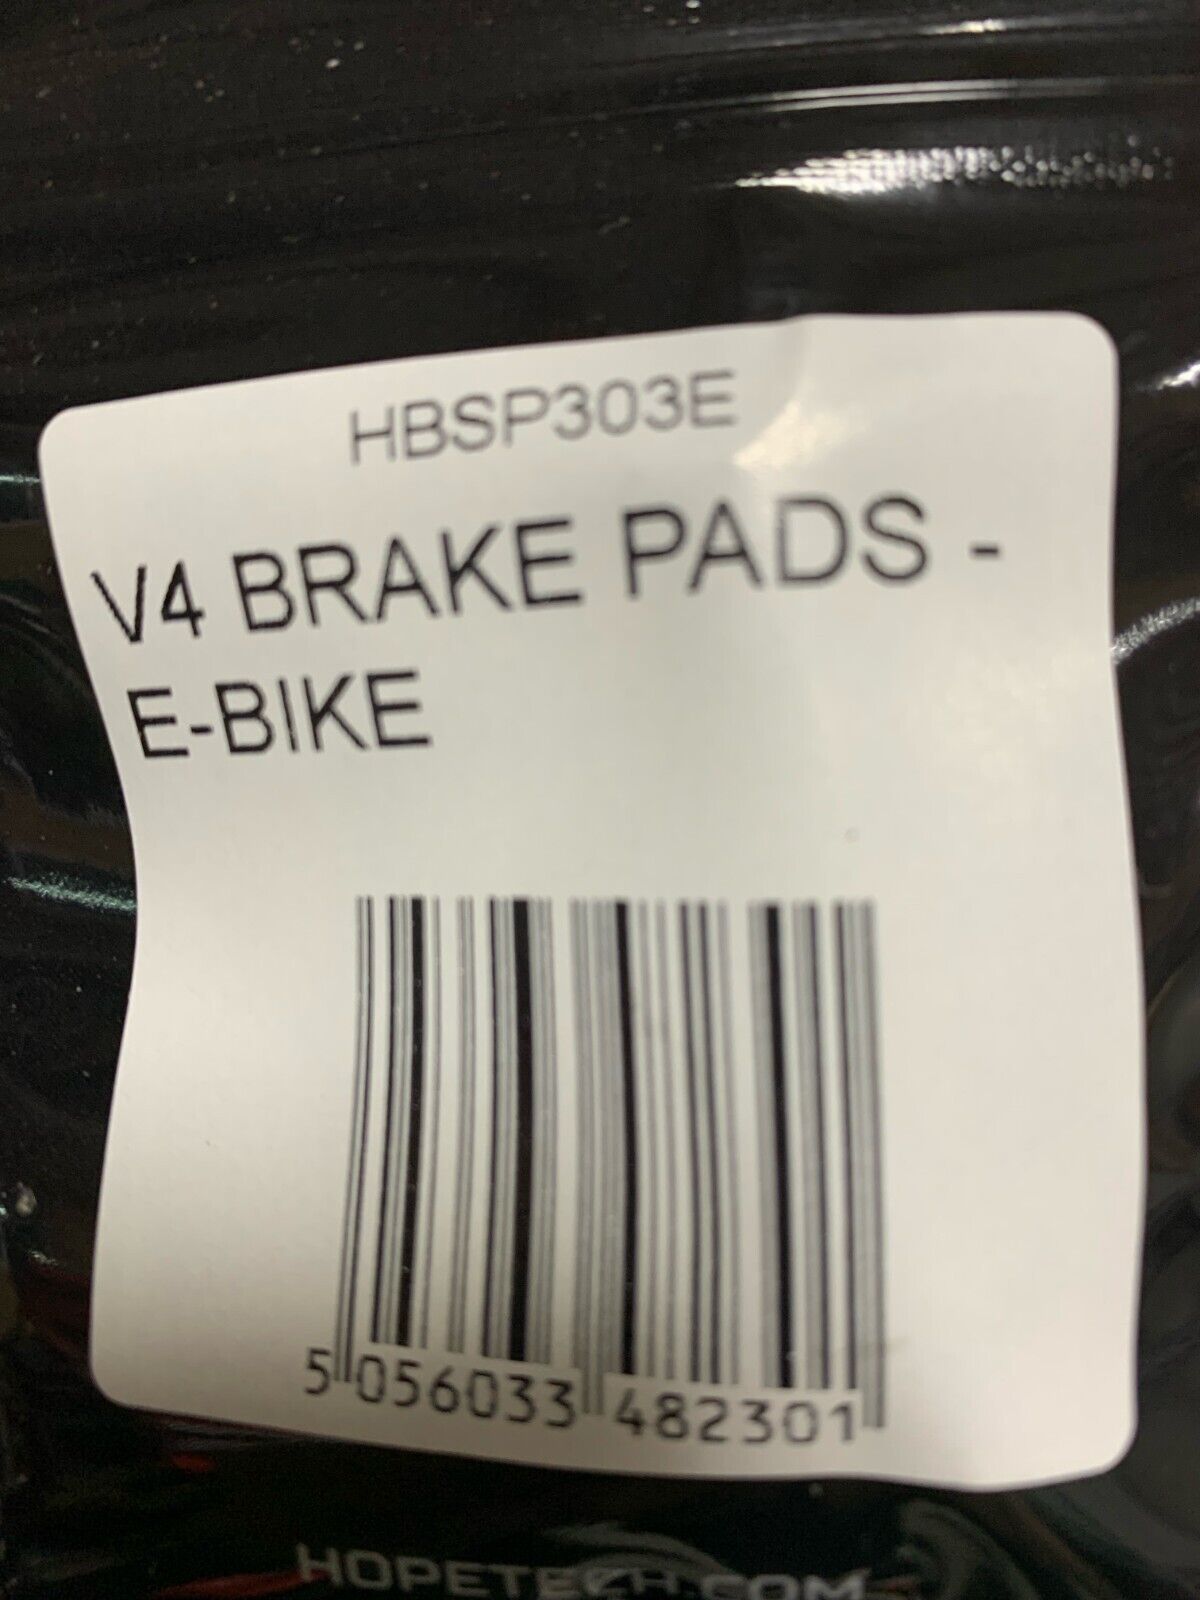 HBSP303E
V4 BRAKE PADS -
E-BIKE
5 056033 482301
HOPETECH.COM